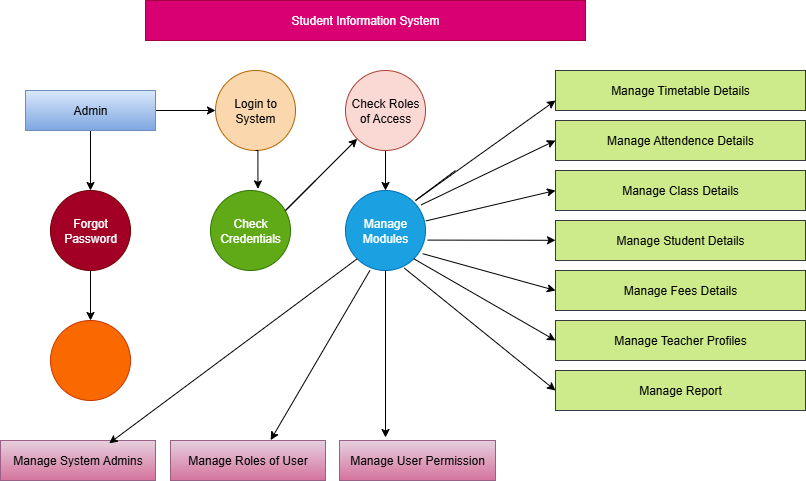 Student Information System
Admin
Login to
System
Check Roles
of Access
Manage Timetable Details
Manage Attendence Details
Manage Class Details
Manage Student Details
Manage Fees Details
Manage Teacher Profiles
Manage Report
Forgot
Password
Check
Credentials
Manage
Modules
Manage System Admins
Manage Roles of User
Manage User Permission